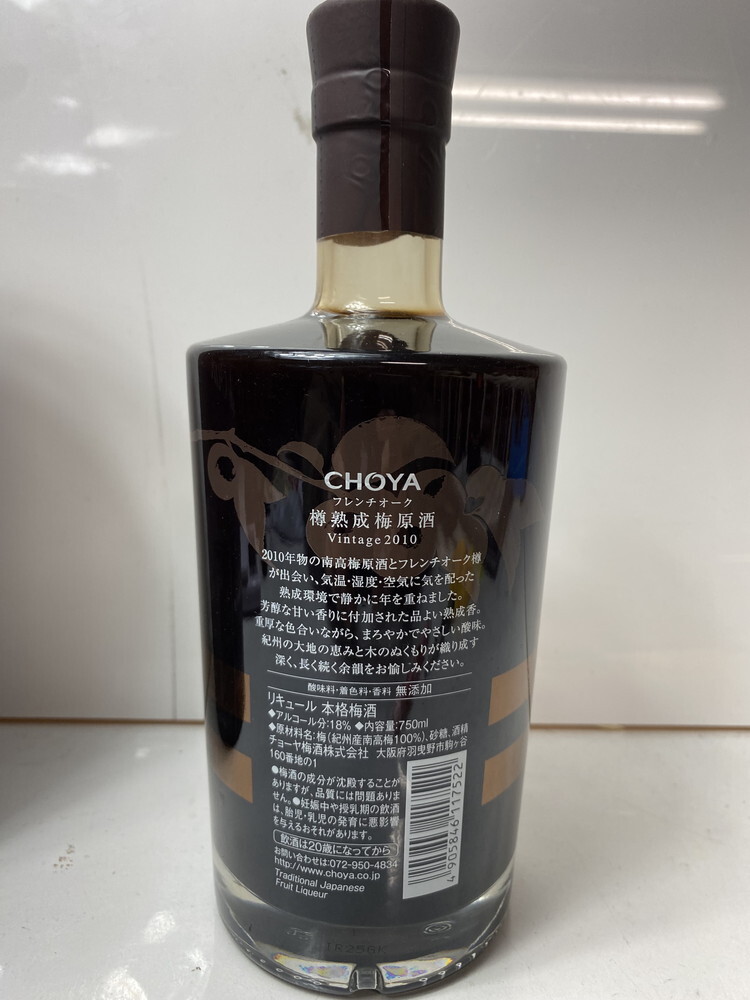 CHOYA
フレンチオーク
樽熟成梅原酒
Vintage2010
2010年物の南高梅原酒とフレンチオーク樽
が出会い、気温・湿度・空気に気を配った
熟成環境で静かに年を重ねました。
芳醇な甘い香りに付加された品よい熟成香。
重厚な色合いながら、まろやかでやさしい酸味。
紀州の大地の恵みと木のぬくもりが織り成す
深く、長く続く余韻をお愉しみください。
酸味料・着色料・香料 無添加
リキュール 本格梅酒
◆アルコール分:18% ◆内容量:750ml
◆原材料名:梅(紀州産南高梅100%)、砂糖、酒精
チョーヤ梅酒株式会社 大阪府羽曳野市駒ヶ谷
160番地の1
●梅酒の成分が沈殿することが
ありますが、品質には問題ありま
せん。●妊娠中や授乳期の飲酒
は、胎児・乳児の発育に悪影響
を与えるおそれがあります。
飲酒は20歳になってから
お問い合わせは:072-950-4834
http://www.choya.co.jp
Traditional Japanese
Fruit Liqueur
4 905846 117522